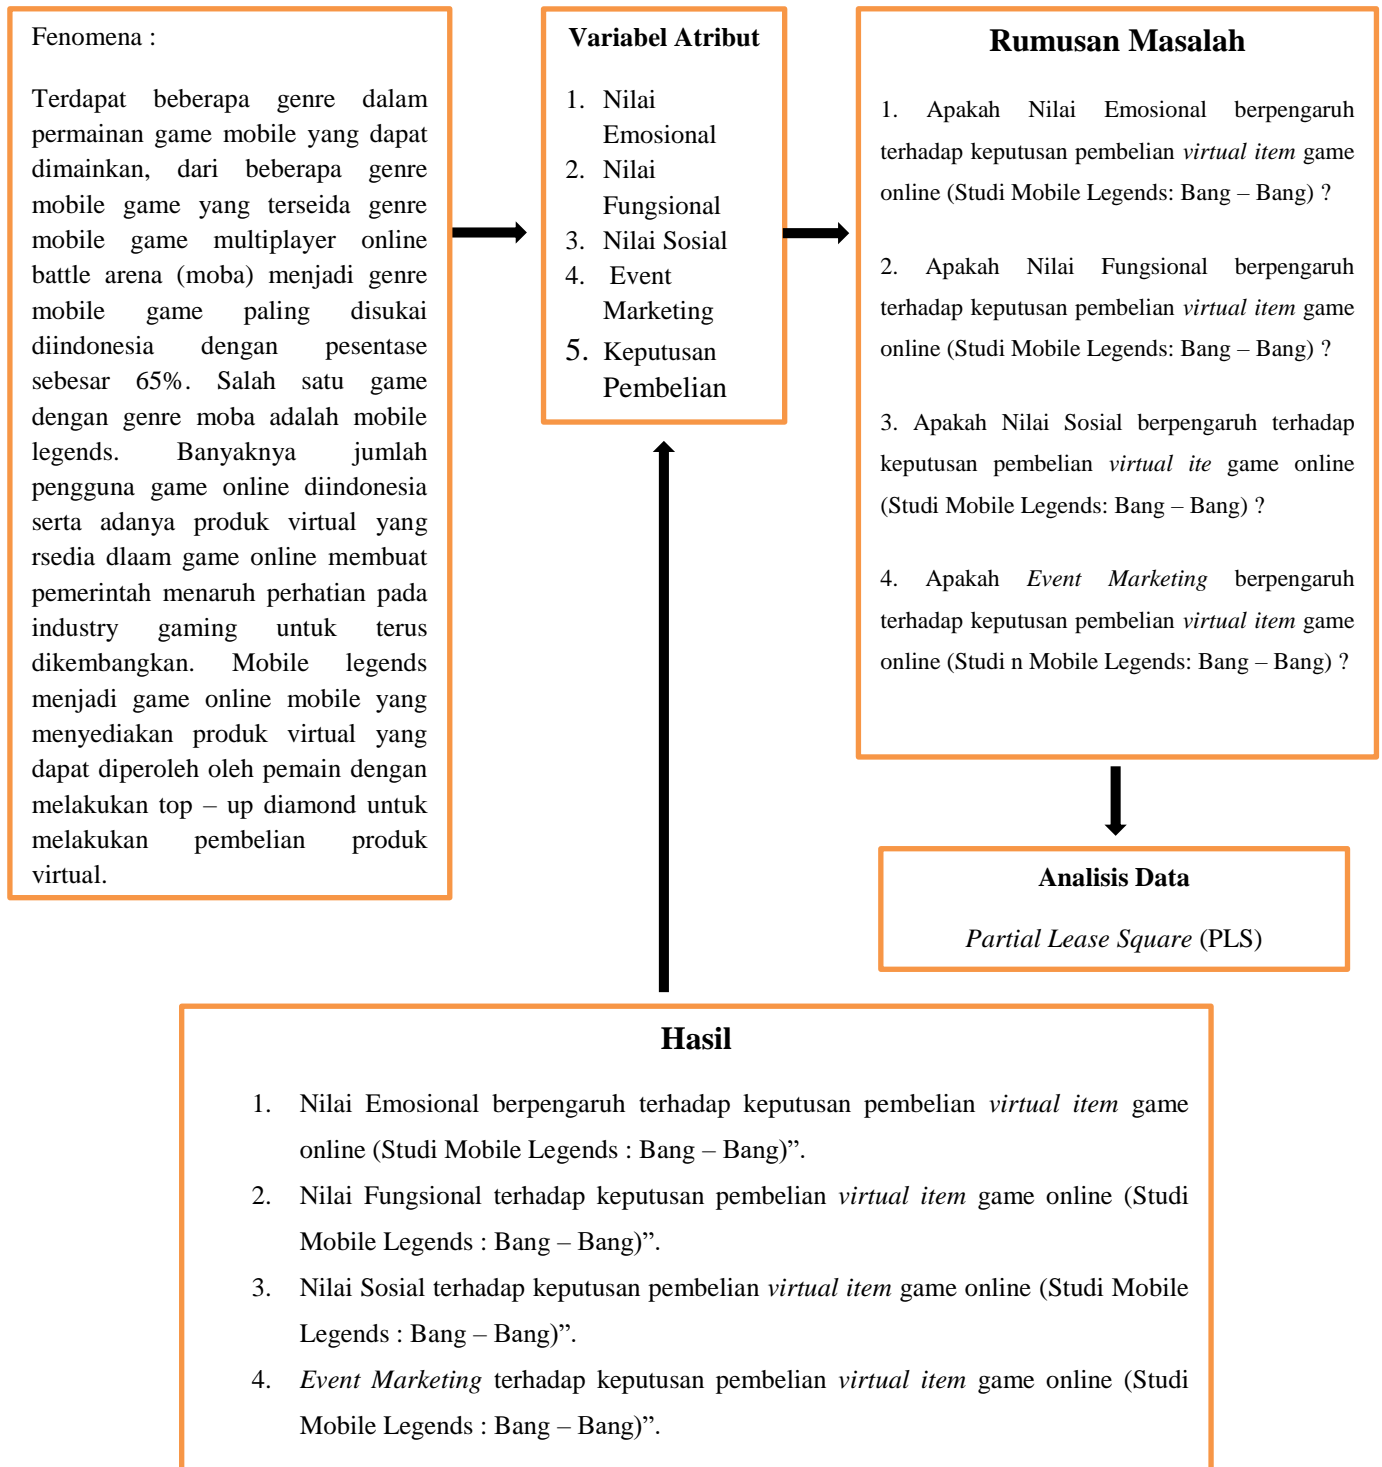 Fenomena :
Terdapat beberapa genre dalam
permainan game mobile yang dapat
dimainkan, dari beberapa genre
mobile game yang terseida genre
mobile game multiplayer online
battle arena (moba) menjadi genre
mobile game paling disukai
diindonesia dengan pesentase
sebesar 65%. Salah satu game
dengan genre moba adalah mobile
legends. Banyaknya jumlah
pengguna game online diindonesia
serta adanya produk virtual yang
rsedia dlaam game online membuat
pemerintah menaruh perhatian pada
industry gaming untuk terus
dikembangkan. Mobile legends
menjadi game online mobile yang
menyediakan produk virtual yang
dapat diperoleh oleh pemain dengan
melakukan top – up diamond untuk
melakukan pembelian produk
virtual.
Variabel Atribut
1. Nilai
Emosional
2. Nilai
Fungsional
3. Nilai Sosial
4. Event
Marketing
5. Keputusan
Pembelian
Rumusan Masalah
1. Apakah Nilai Emosional berpengaruh
terhadap keputusan pembelian virtual item game
online (Studi Mobile Legends: Bang – Bang) ?
2. Apakah Nilai Fungsional berpengaruh
terhadap keputusan pembelian virtual item game
online (Studi Mobile Legends: Bang – Bang) ?
3. Apakah Nilai Sosial berpengaruh terhadap
keputusan pembelian virtual ite game online
(Studi Mobile Legends: Bang – Bang) ?
4. Apakah Event Marketing berpengaruh
terhadap keputusan pembelian virtual item game
online (Studi n Mobile Legends: Bang – Bang) ?
Analisis Data
Partial Lease Square (PLS)
Hasil
1. Nilai Emosional berpengaruh terhadap keputusan pembelian virtual item game
online (Studi Mobile Legends : Bang – Bang)”.
2. Nilai Fungsional terhadap keputusan pembelian virtual item game online (Studi
Mobile Legends : Bang – Bang)”.
3. Nilai Sosial terhadap keputusan pembelian virtual item game online (Studi Mobile
Legends : Bang – Bang)”.
4. Event Marketing terhadap keputusan pembelian virtual item game online (Studi
Mobile Legends : Bang – Bang)”.